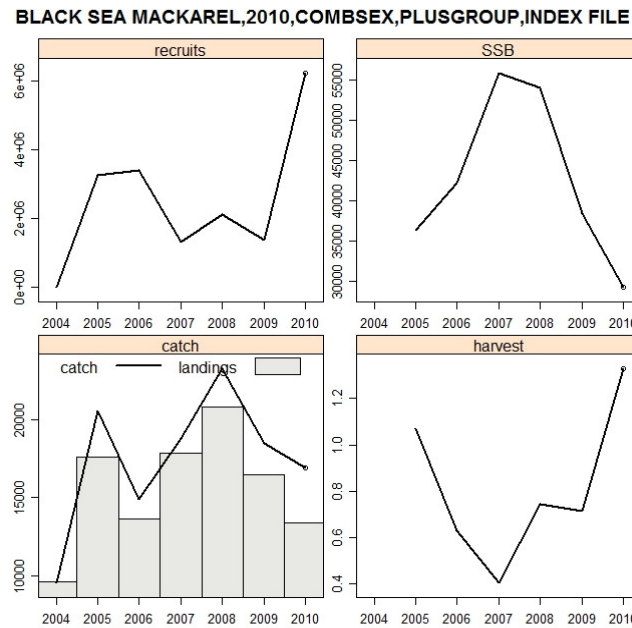 BLACK SEA MACKAREL,2010,COMBSEX,PLUSGROUP,INDEX FILE
recruits
6e+06
4e+06
2e+06
0e+00
2004 2005 2006 2007 2008 2009 2010
SSB
55000
50000
45000
40000
35000
30000
2004 2005 2006 2007 2008 2009 2010
catch
catch landings
20000
15000
10000
2004 2005 2006 2007 2008 2009 2010
harvest
1.2
1.0
0.8
0.6
0.4
2004 2005 2006 2007 2008 2009 2010